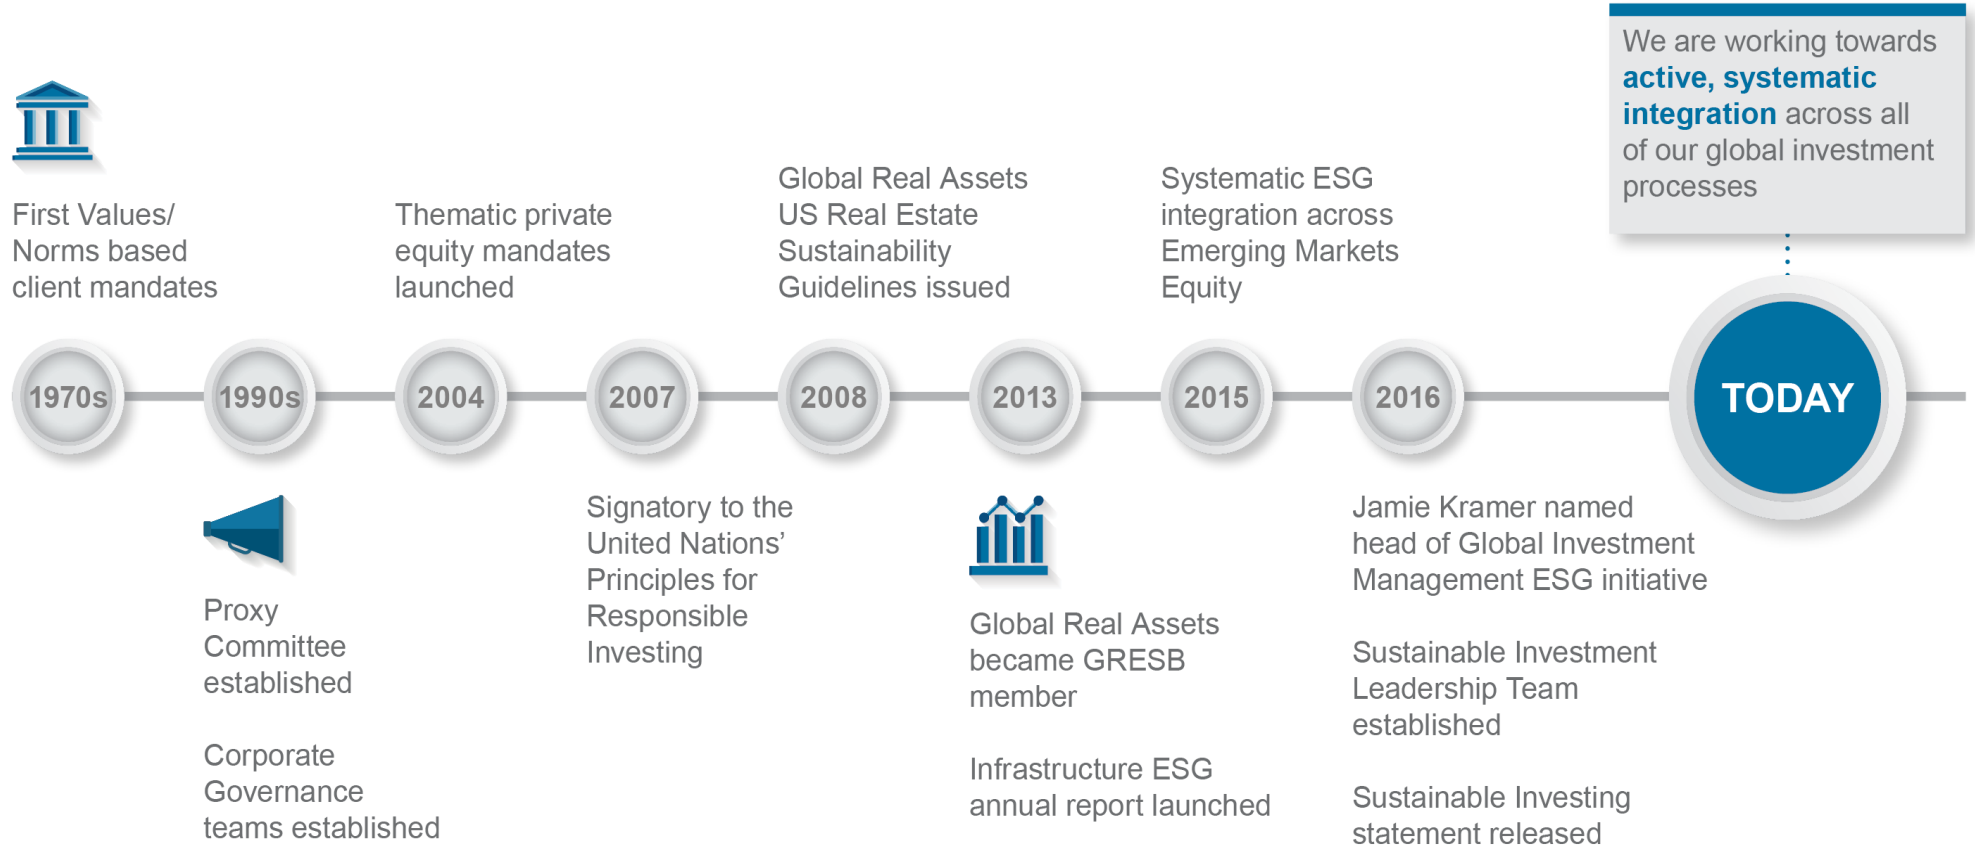 We are working towards
active, systematic
integration across all
of our global investment
processes
First Values/
Norms based
client mandates
Thematic private
equity mandates
launched
Global Real Assets
US Real Estate
Sustainability
Guidelines issued
Systematic ESG
integration across
Emerging Markets
Equity
1970s
1990s
2004
2007
2008
2013
2015
2016
TODAY
Proxy
Committee
established
Corporate
Governance
teams established
Signatory to the
United Nations’
Principles for
Responsible
Investing
Global Real Assets
became GRESB
member
Infrastructure ESG
annual report launched
Jamie Kramer named
head of Global Investment
Management ESG initiative
Sustainable Investment
Leadership Team
established
Sustainable Investing
statement released